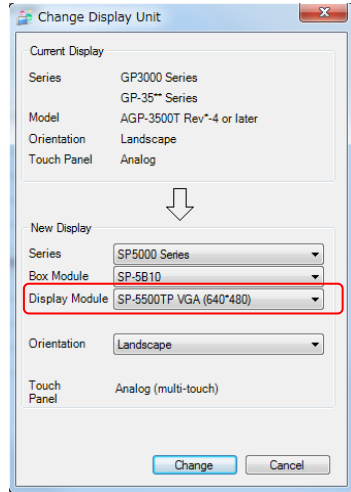 Change Display Unit
Current Display
Series GP3000 Series
GP-35** Series
Model AGP-3500T Rev*-4 or later
Orientation Landscape
Touch Panel Analog
New Display
Series SP5000 Series
Box Module SP-5B10
Display Module SP-5500TP VGA (640*480)
Orientation Landscape
Touch Panel Analog (multi-touch)
Change Cancel